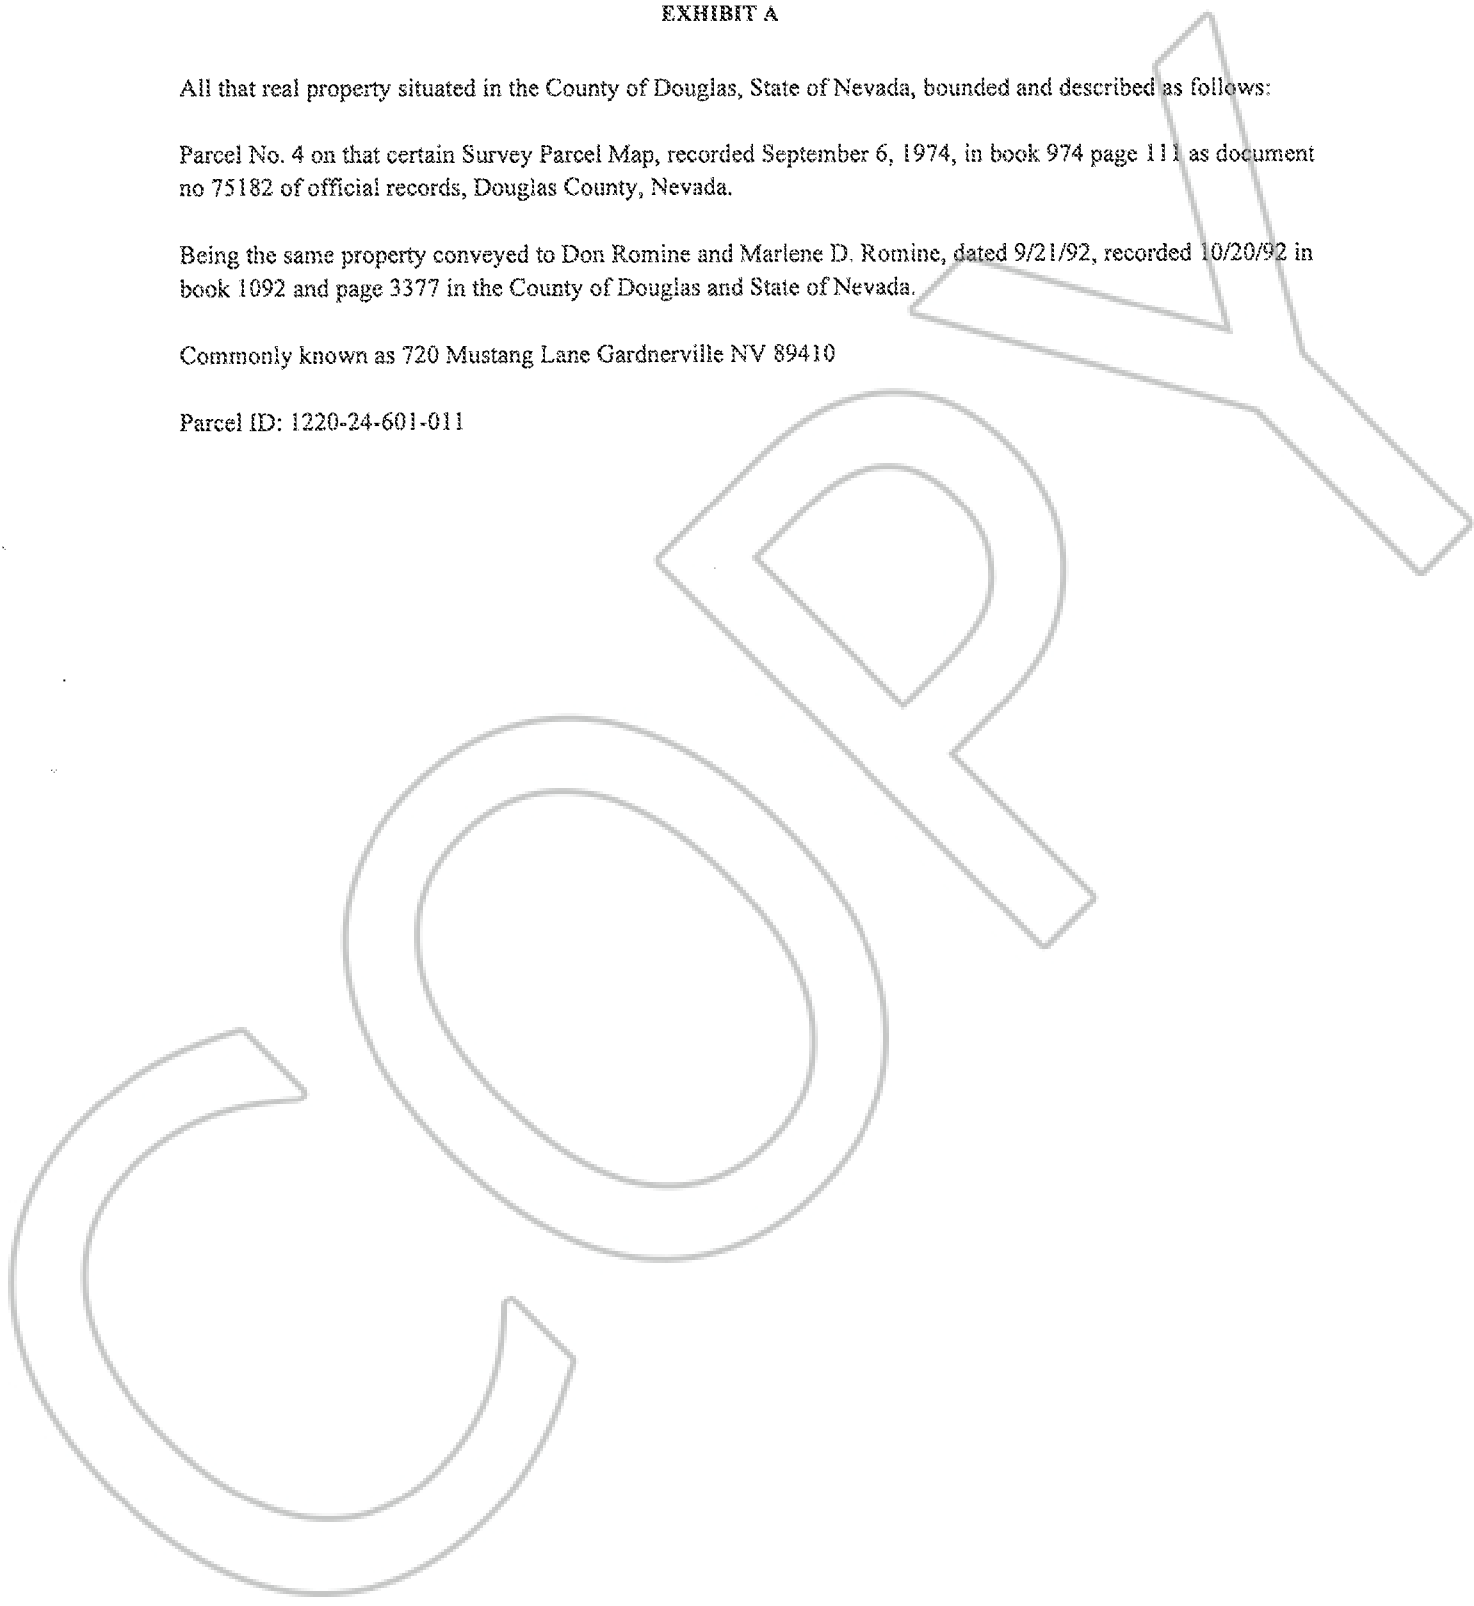 EXHIBIT A
All that real property situated in the County of Douglas, State of Nevada, bounded and described as follows:
Parcel No. 4 on that certain Survey Parcel Map, recorded September 6, 1974, in book 974 page 111 as document
no 75182 of official records, Douglas County, Nevada.
Being the same property conveyed to Don Romine and Marlene D. Romine, dated 9/21/92, recorded 10/20/92 in
book 1092 and page 3377 in the County of Douglas and State of Nevada.
Commonly known as 720 Mustang Lane Gardnerville NV 89410
Parcel ID: 1220-24-601-011
COPY